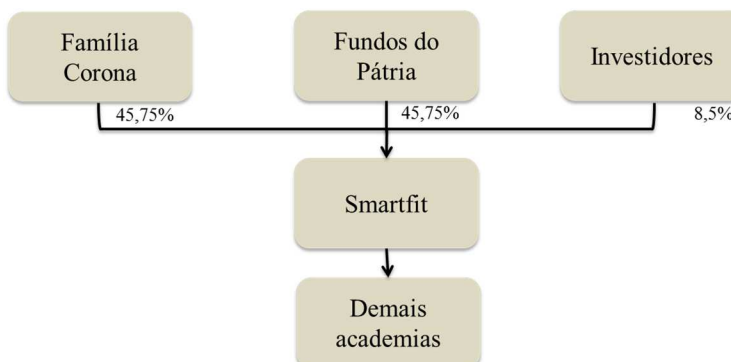 Família
Corona
Fundos do
Pátria
Investidores
45,75%
45,75%
8,5%
Smartfit
Demais
academias